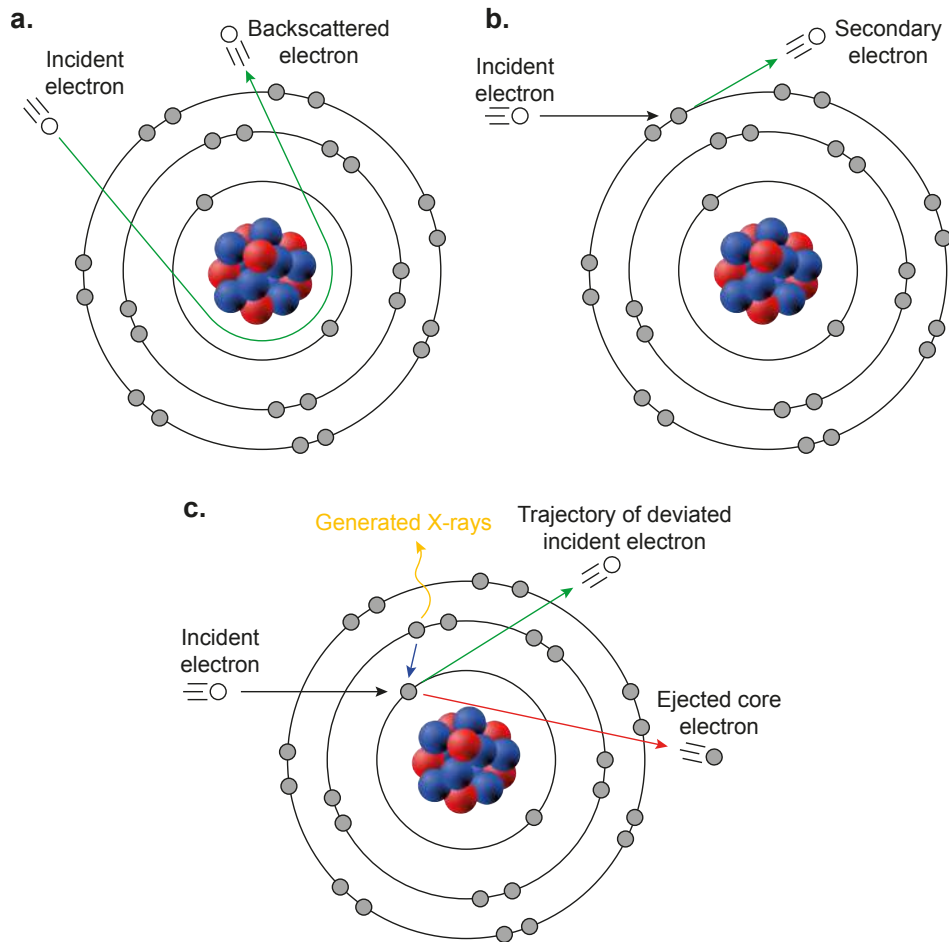 a.
Incident
electron
Backscattered
electron
b.
Incident
electron
Secondary
electron
c.
Generated X-rays
Trajectory of deviated
incident electron
Incident
electron
Ejected core
electron